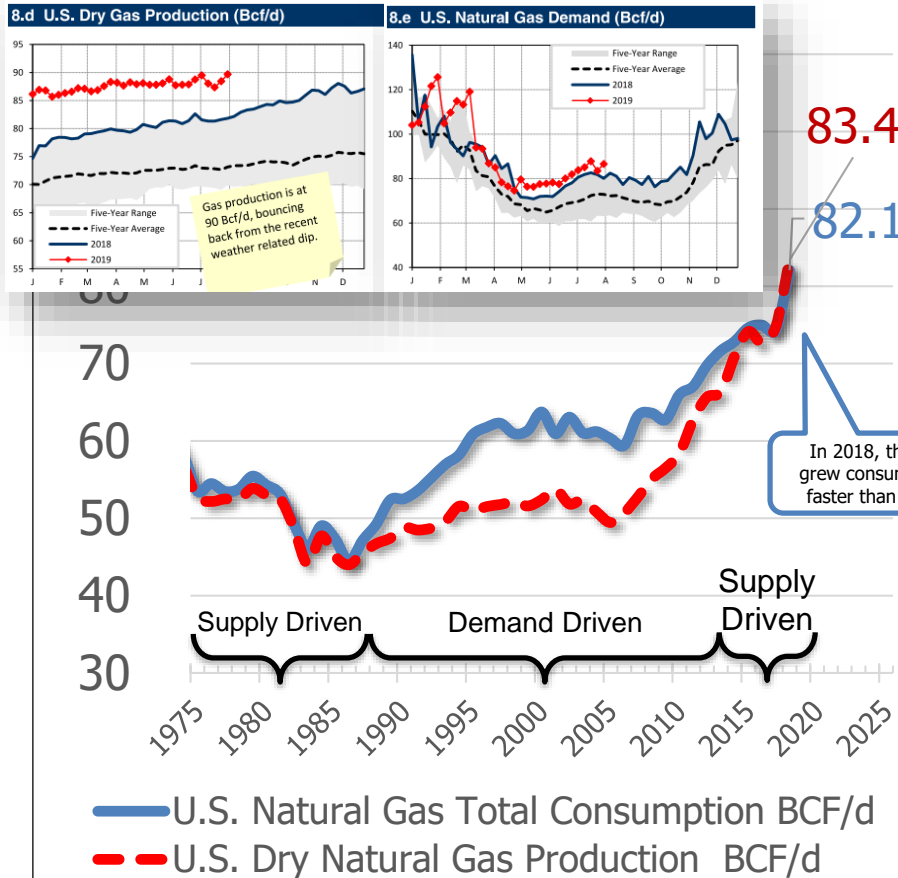 8.d U.S. Dry Gas Production (Bcf/d)
95
90
85
80
75
70
65
60
55
J F M A M J J N D
Five-Year Range
Five-Year Average
2018
2019
Gas production is at
90 Bcf/d, bouncing
back from the recent
weather related dip.
8.e U.S. Natural Gas Demand (Bcf/d)
140
120
100
80
60
40
J F M A M J J A S O N D
Five-Year Range
Five-Year Average
2018
2019
83.4
82.1
80
70
60
50
40
30
In 2018, th
grew consu
faster than
Supply Driven
Demand Driven
Supply
Driven
1975 1980 1985 1990 1995 2000 2005 2010 2015 2020 2025
U.S. Natural Gas Total Consumption BCF/d
U.S. Dry Natural Gas Production BCF/d